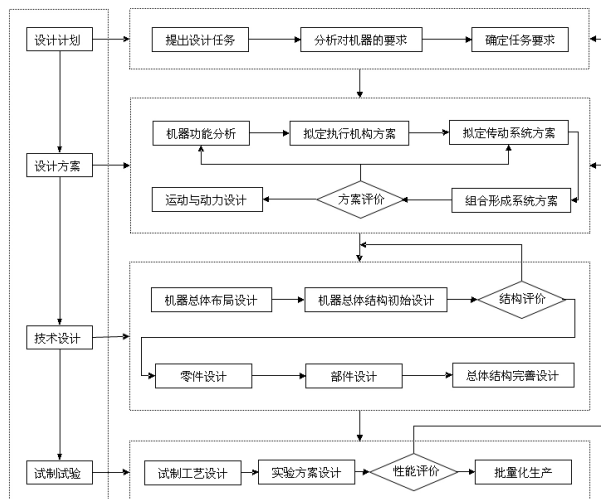 设计计划
提出设计任务
分析对机器的要求
确定任务要求
设计方案
机器功能分析
拟定执行机构方案
拟定传动系统方案
运动与动力设计
方案评价
组合形成系统方案
技术设计
机器总体布局设计
机器总体结构初始设计
结构评价
零件设计
部件设计
总体结构完善设计
试制试验
试制工艺设计
实验方案设计
性能评价
批量化生产